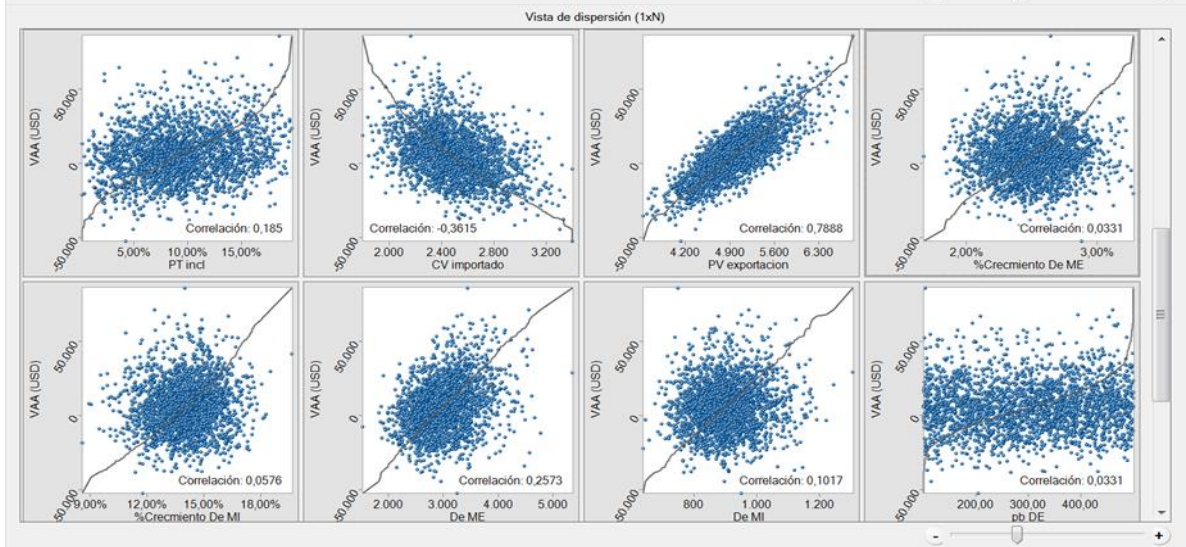 Vista de dispersión (1xN)
VAA (USD)
50.000
0
-50.000
Correlación: 0,185
5,00% 10,00% 15,00%
PT incl
VAA (USD)
50.000
0
-50.000
Correlación: -0,3615
2.000 2.400 2.800 3.200
CV importado
VAA (USD)
50.000
0
-50.000
Correlación: 0,7888
4.200 4.900 5.600 6.300
PV exportacion
VAA (USD)
50.000
0
-50.000
Correlación: 0,0331
2,00% 3,00%
%Crecmiento De ME
VAA (USD)
50.000
0
-50.000
Correlación: 0,0576
9,00% 12,00% 15,00% 18,00%
%Crecmiento De MI
VAA (USD)
50.000
0
-50.000
Correlación: 0,2573
2.000 3.000 4.000 5.000
De ME
VAA (USD)
50.000
0
-50.000
Correlación: 0,1017
800 1.000 1.200
De MI
VAA (USD)
50.000
0
-50.000
Correlación: 0,0331
200,00 300,00 400,00
pb DE